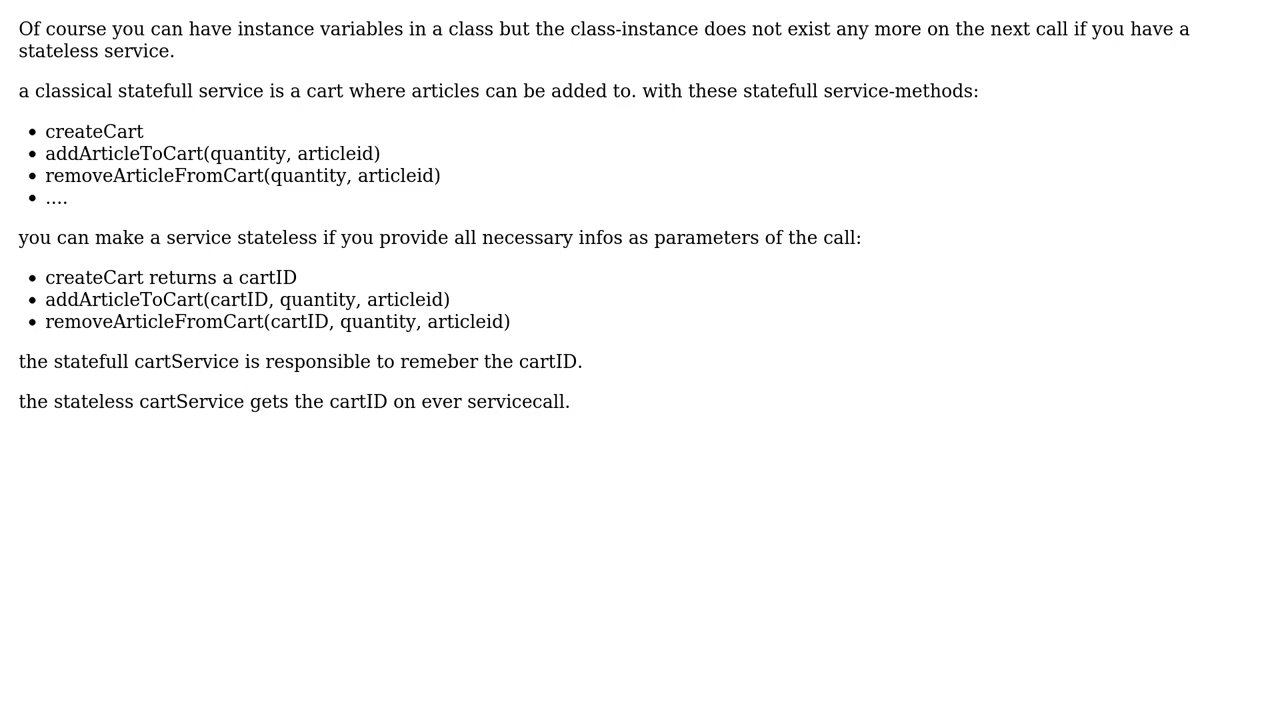 Of course you can have instance variables in a class but the class-instance does not exist any more on the next call if you have a
stateless service.
a classical statefull service is a cart where articles can be added to. with these statefull service-methods:
• createCart
• addArticleToCart(quantity, articleid)
• removeArticleFromCart(quantity, articleid)
• ....
you can make a service stateless if you provide all necessary infos as parameters of the call:
• createCart returns a cartID
• addArticleToCart(cartID, quantity, articleid)
• removeArticleFromCart(cartID, quantity, articleid)
the statefull cartService is responsible to remeber the cartID.
the stateless cartService gets the cartID on ever servicecall.